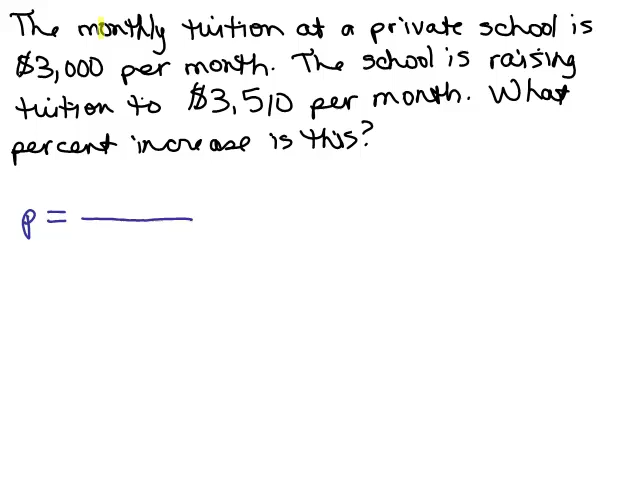 The monthly tuition at a private school is
$3,000 per month. The school is raising
tuition to $3,510 per month. What
percent increase is this?
p = ______